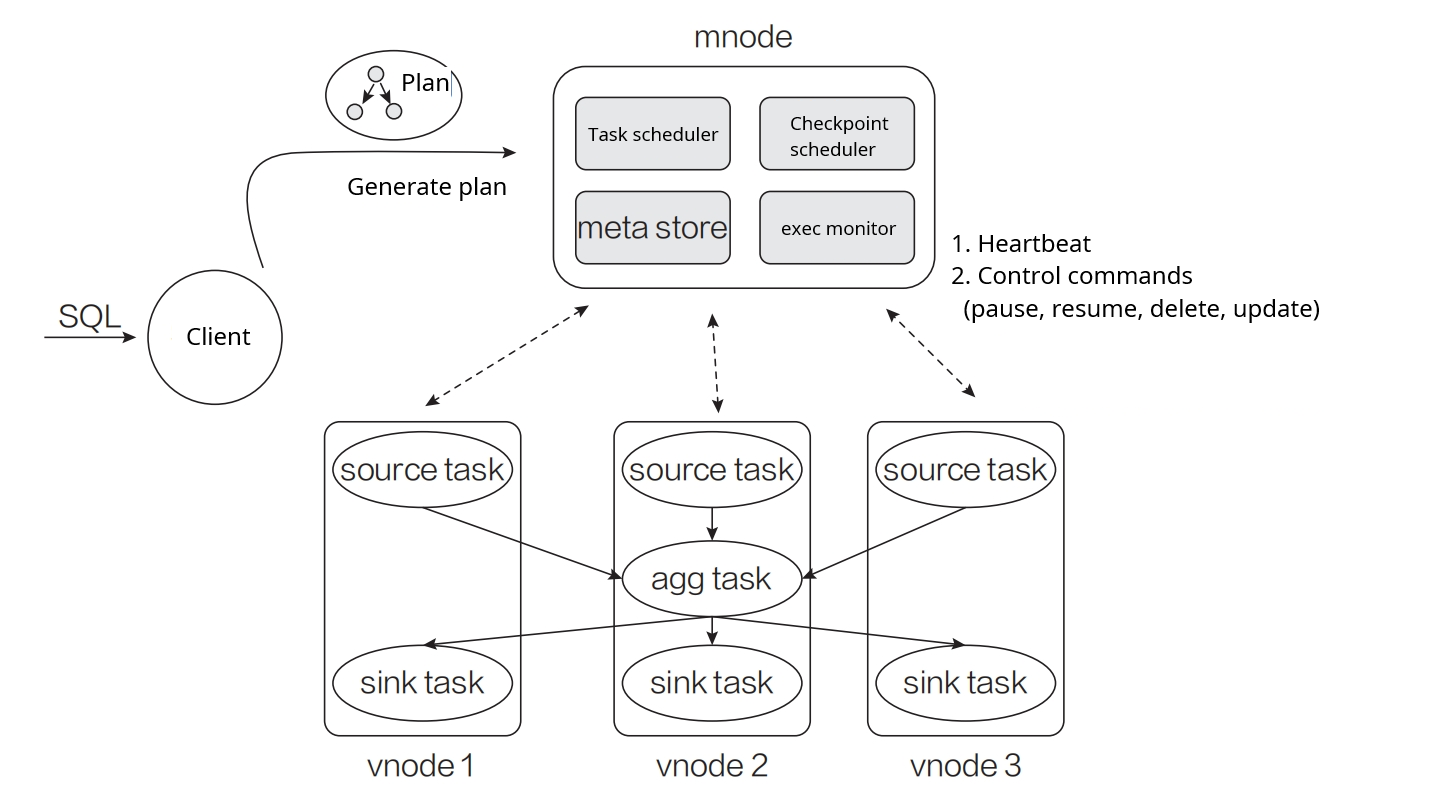 mnode
Plan
Task scheduler
Checkpoint
scheduler
Generate plan
meta store
exec monitor
1. Heartbeat
2. Control commands
(pause, resume, delete, update)
SQL
Client
source task
source task
source task
agg task
sink task
sink task
sink task
vnode 1
vnode 2
vnode 3